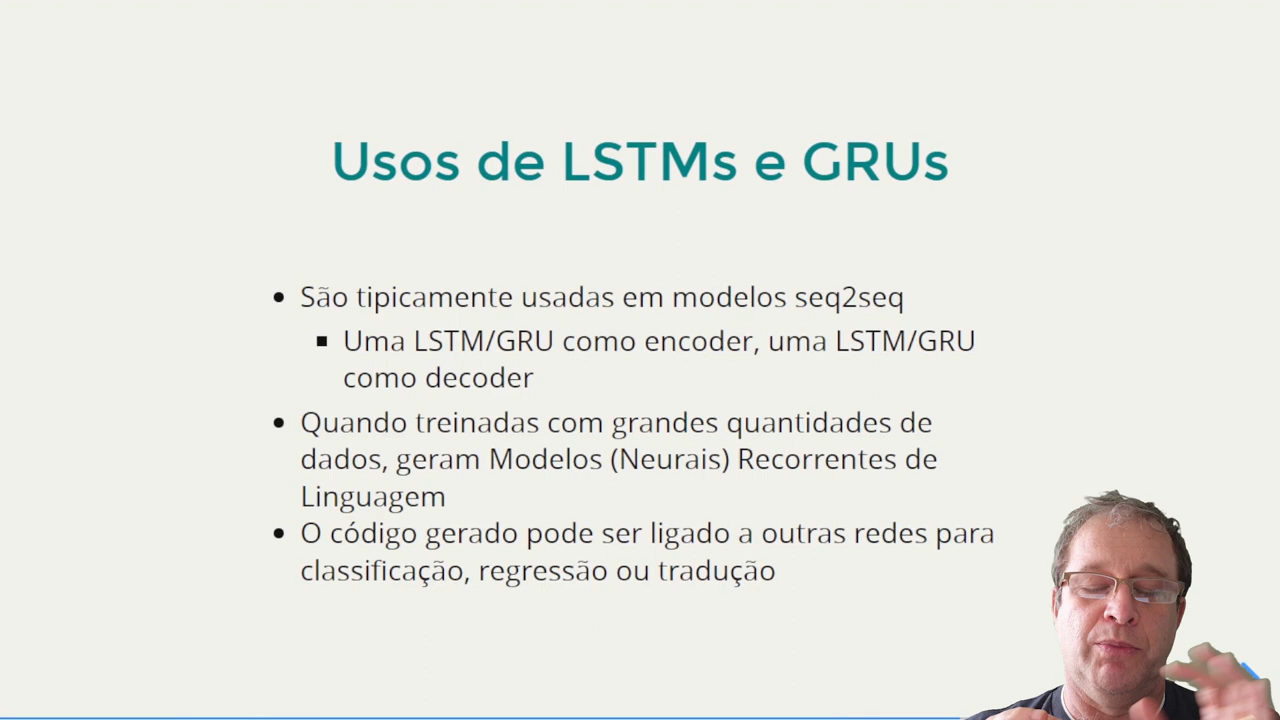 Usos de LSTMs e GRUs
São tipicamente usadas em modelos seq2seq
Uma LSTM/GRU como encoder, uma LSTM/GRU
como decoder
Quando treinadas com grandes quantidades de
dados, geram Modelos (Neurais) Recorrentes de
Linguagem
O código gerado pode ser ligado a outras redes para
classificação, regressão ou tradução